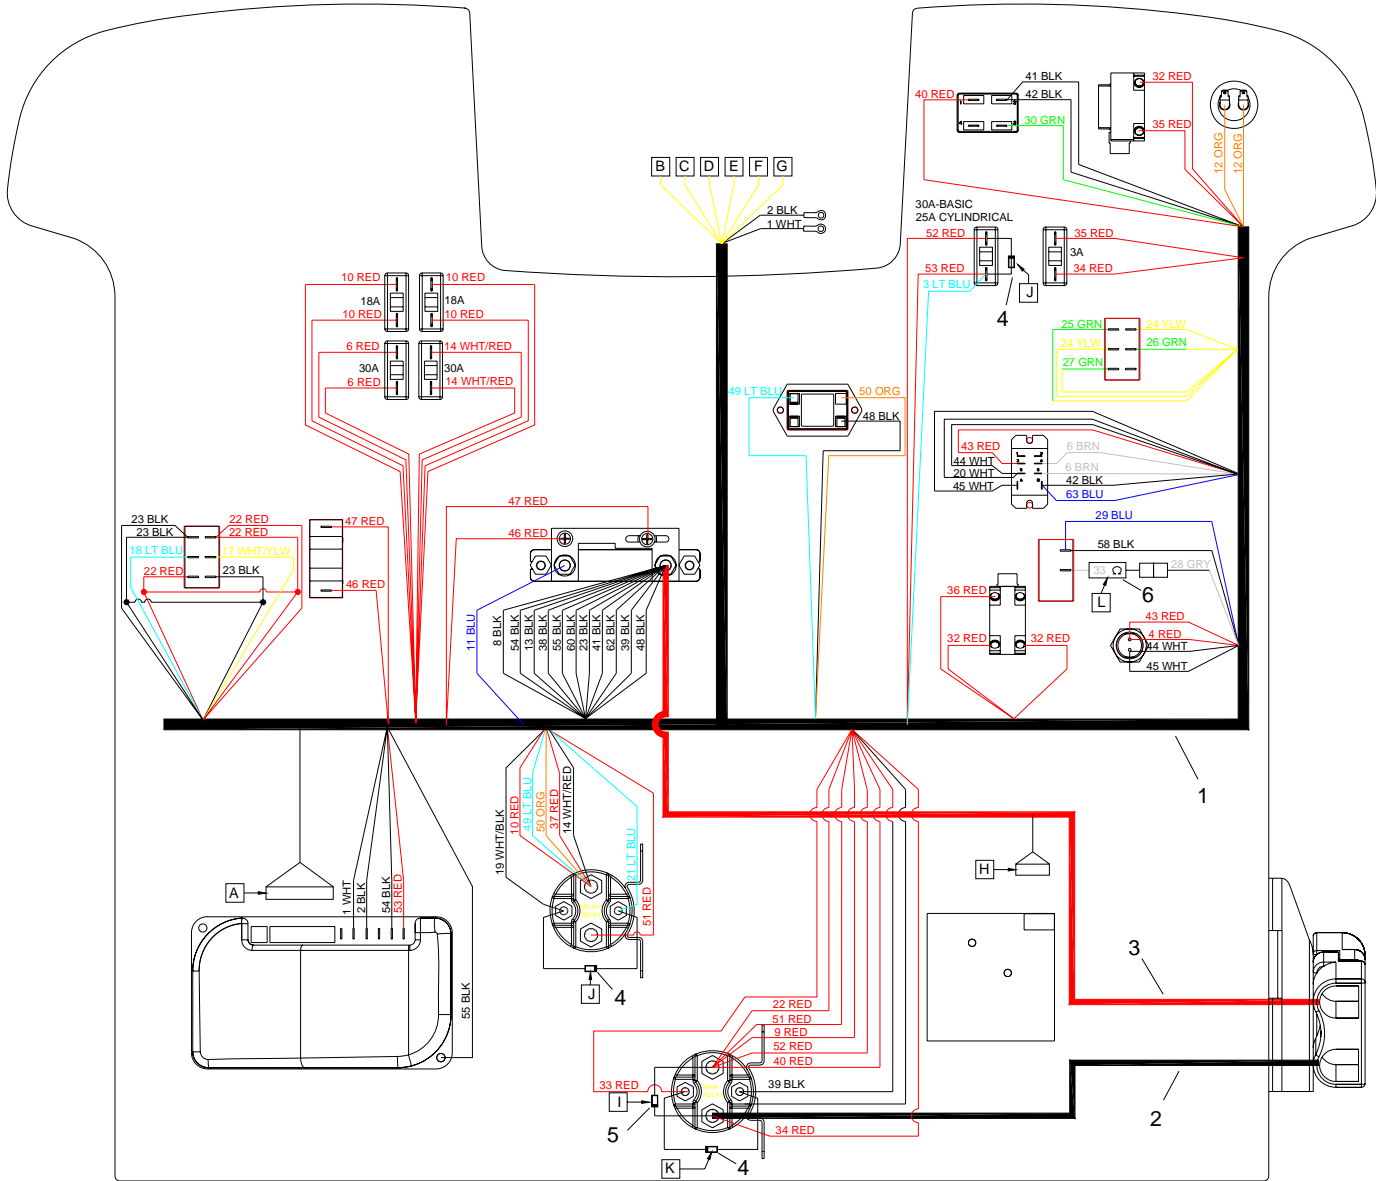 41 BLK
32 RED
40 RED
42 BLK
30 GRN
35 RED
12 ORG
12 ORG
B C D E F G
2 BLK
1 WHT
30A-BASIC
25A CYLINDRICAL
52 RED
35 RED
3A
53 RED
34 RED
3 LT BLU
J
4
10 RED
10 RED
18A
18A
10 RED
10 RED
6 RED
14 WHT/RED
30A
30A
6 RED
14 WHT/RED
25 GRN
24 YLW
24 YLW
26 GRN
27 GRN
49 LT BLU
50 ORG
48 BLK
43 RED
6 BRN
44 WHT
6 BRN
20 WHT
42 BLK
45 WHT
63 BLU
47 RED
46 RED
23 BLK
22 RED
23 BLK
22 RED
47 RED
18 LT BLU
17 WHT/YLW
22 RED
23 BLK
46 RED
29 BLU
58 BLK
33 Ω
28 GRY
L
6
36 RED
32 RED
32 RED
43 RED
4 RED
44 WHT
45 WHT
11 BLU
8 BLK
54 BLK
13 BLK
38 BLK
55 BLK
60 BLK
23 BLK
41 BLK
62 BLK
39 BLK
48 BLK
1
19 WHT/BLK
10 RED
49 LT BLU
50 ORG
37 RED
14 WHT/RED
21 LT BLU
51 RED
A
1 WHT
2 BLK
54 BLK
53 RED
55 BLK
H
J
4
3
22 RED
51 RED
9 RED
52 RED
40 RED
33 RED
39 BLK
I
5
34 RED
K
4
2